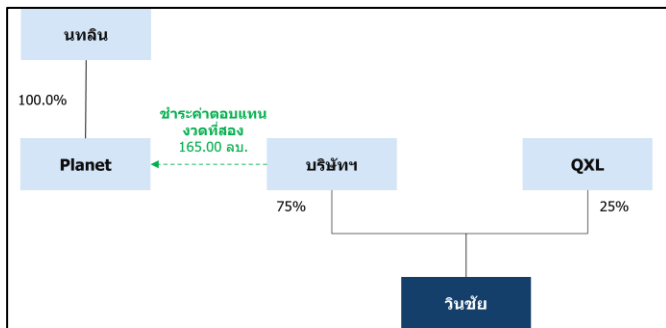 นทลิน
100.0%
ชำระค่าตอบแทน
งวดที่สอง
165.00 ลบ.
Planet
บริษัทฯ
QXL
75%
25%
วินชัย